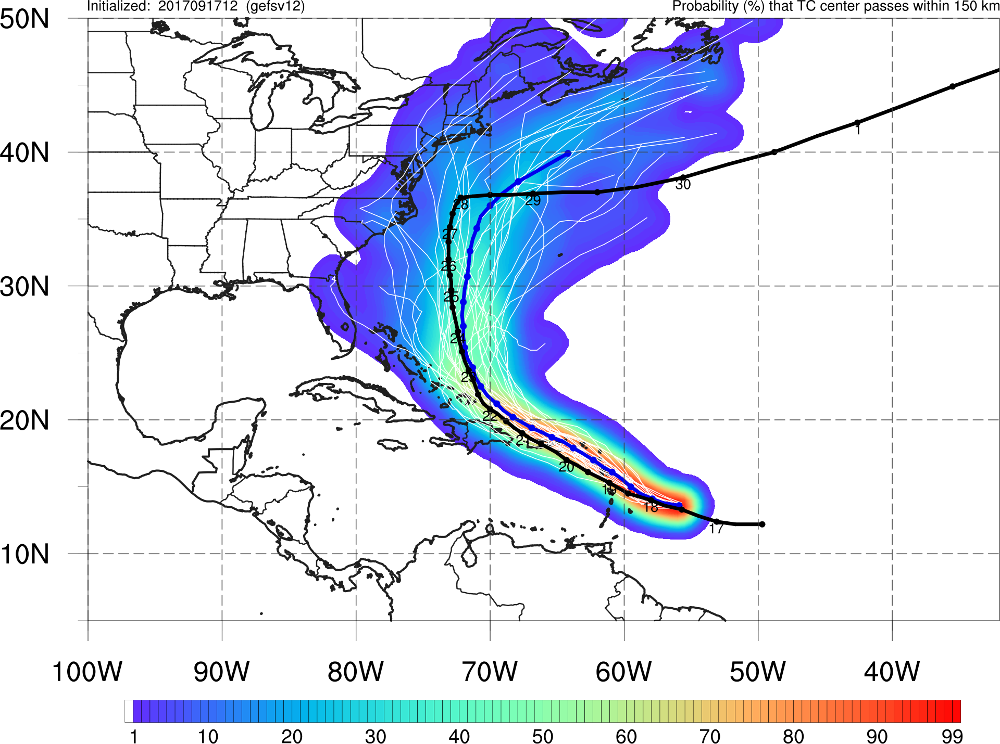 Initialized: 2017091712 (gefsv12)
Probability (%) that TC center passes within 150 km
50N
40N
30N
20N
10N
1
30
29
28
27
26
25
24
23
22
21
20
19
18
17
100W 90W 80W 70W 60W 50W 40W
1 10 20 30 40 50 60 70 80 90 99